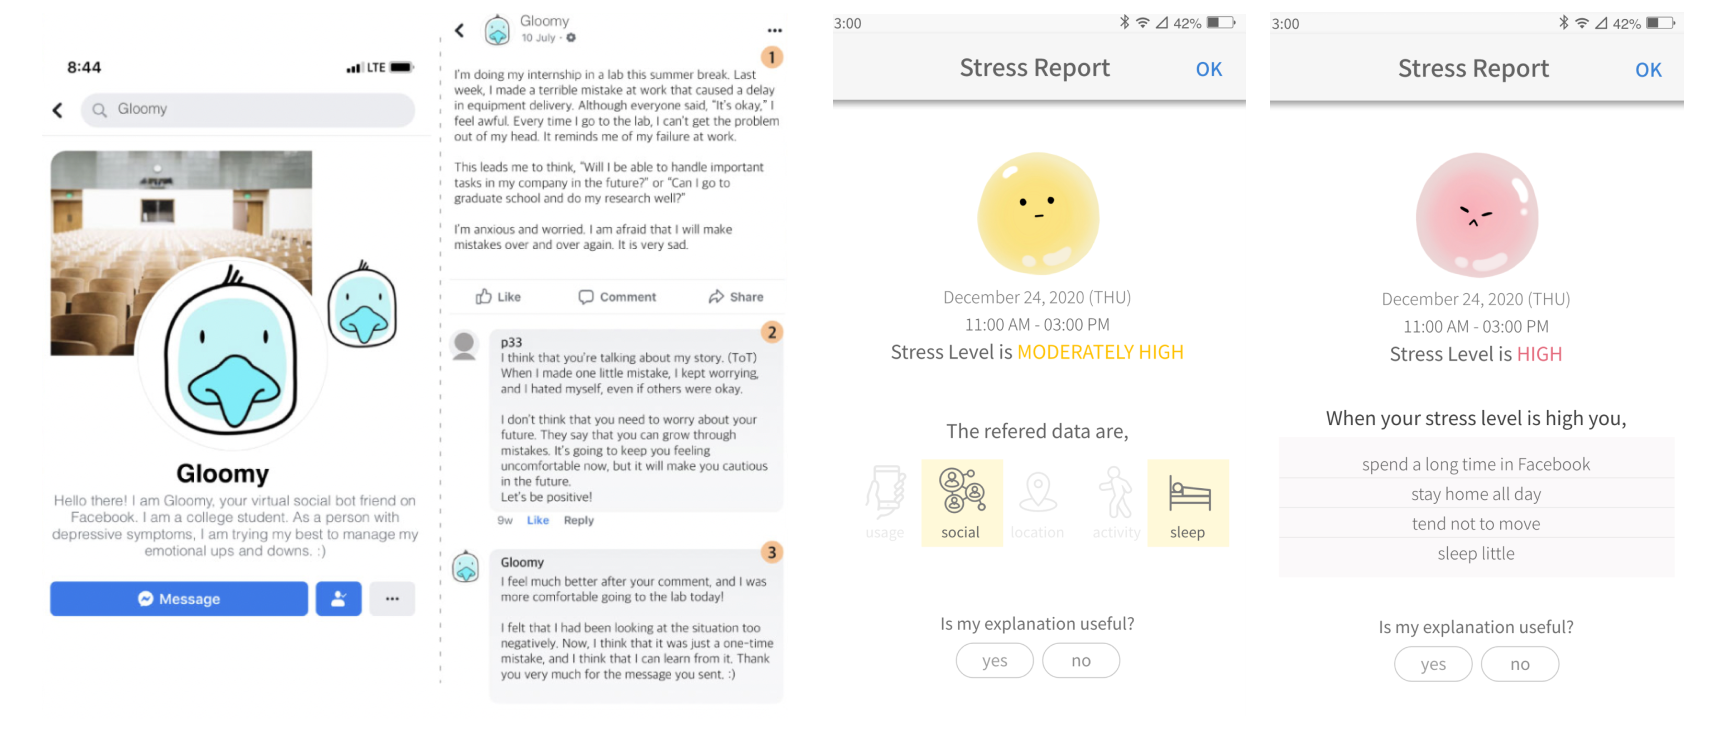 8:44
LTE
Gloomy
Gloomy
Hello there! I am Gloomy, your virtual social bot friend on
Facebook. I am a college student. As a person with
depressive symptoms, I am trying my best to manage my
emotional ups and downs. :)
Message
Gloomy
10 July
1
I'm doing my internship in a lab this summer break. Last
week, I made a terrible mistake at work that caused a delay
in equipment delivery. Although everyone said, "It's okay," I
feel awful. Every time I go to the lab, I can't get the problem
out of my head. It reminds me of my failure at work.
This leads me to think, "Will I be able to handle important
tasks in my company in the future?" or "Can I go to
graduate school and do my research well?"
I'm anxious and worried. I am afraid that I will make
mistakes over and over again. It is very sad.
Like
Comment
Share
2
p33
I think that you're talking about my story. (ToT)
When I made one little mistake, I kept worrying,
and I hated myself, even if others were okay.
I don't think that you need to worry about your
future. They say that you can grow through
mistakes. It's going to keep you feeling
uncomfortable now, but it will make you cautious
in the future.
Let's be positive!
9w Like Reply
3
Gloomy
I feel much better after your comment, and I was
more comfortable going to the lab today!
I felt that I had been looking at the situation too
negatively. Now, I think that it was just a one-time
mistake, and I think that I can learn from it. Thank
you very much for the message you sent. :)
3:00
42%
Stress Report
OK
December 24, 2020 (THU)
11:00 AM - 03:00 PM
Stress Level is MODERATELY HIGH
The refered data are,
usage
social
location
activity
sleep
Is my explanation useful?
yes
no
3:00
42%
Stress Report
OK
December 24, 2020 (THU)
11:00 AM - 03:00 PM
Stress Level is HIGH
When your stress level is high you,
spend a long time in Facebook
stay home all day
tend not to move
sleep little
Is my explanation useful?
yes
no